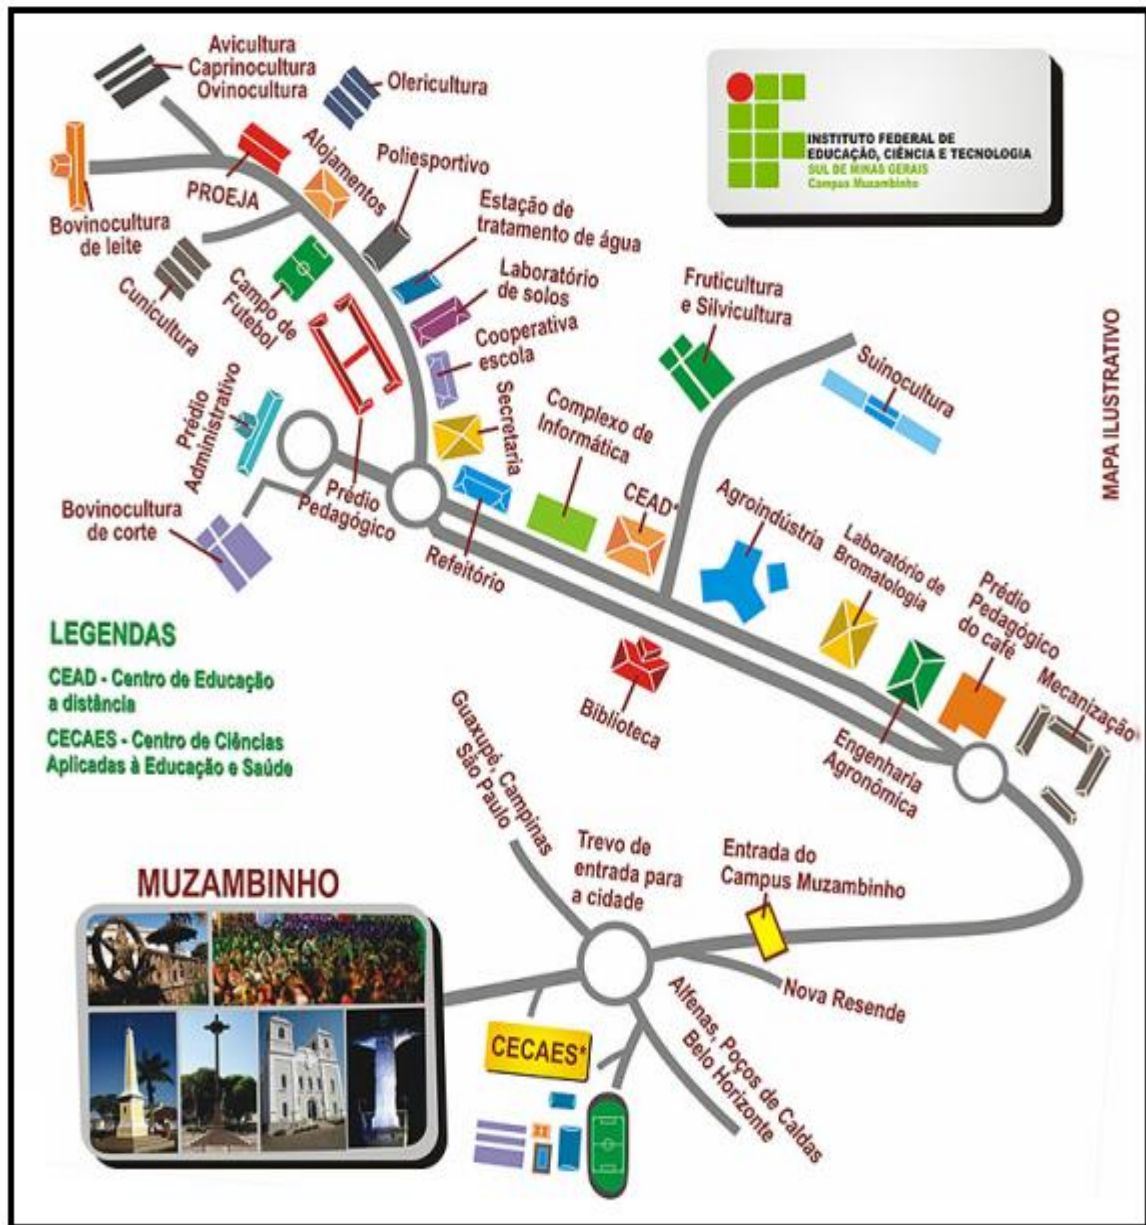 Avicultura
Caprinocultura
Ovinocultura
Olericultura
Alojamentos
Poliesportivo
PROEJA
Bovinocultura
de leite
Cunicultura
Campo de
Futebol
Estação de
tratamento de água
Laboratório
de solos
Cooperativa
escola
Secretaria
INSTITUTO FEDERAL DE
EDUCAÇÃO, CIÊNCIA E TECNOLOGIA
SUL DE MINAS GERAIS
Campus Muzambinho
MAPA ILUSTRATIVO
Fruticultura
e Silvicultura
Suinocultura
Prédio
Administrativo
Prédio
Pedagógico
Bovinocultura
de corte
Refeitório
Complexo de
Informática
CEAD*
Agroindústria
Laboratório de
Bromatologia
Prédio
Pedagógico
do café
Mecanização
Biblioteca
Engenharia
Agronômica
LEGENDAS
CEAD - Centro de Educação
a distância
CECAES - Centro de Ciências
Aplicadas à Educação e Saúde
Guaxupé, Campinas
São Paulo
Trevo de
entrada para
a cidade
Entrada do
Campus Muzambinho
Nova Resende
Alfenas, Poços de Caldas
Belo Horizonte
MUZAMBINHO
CECAES*